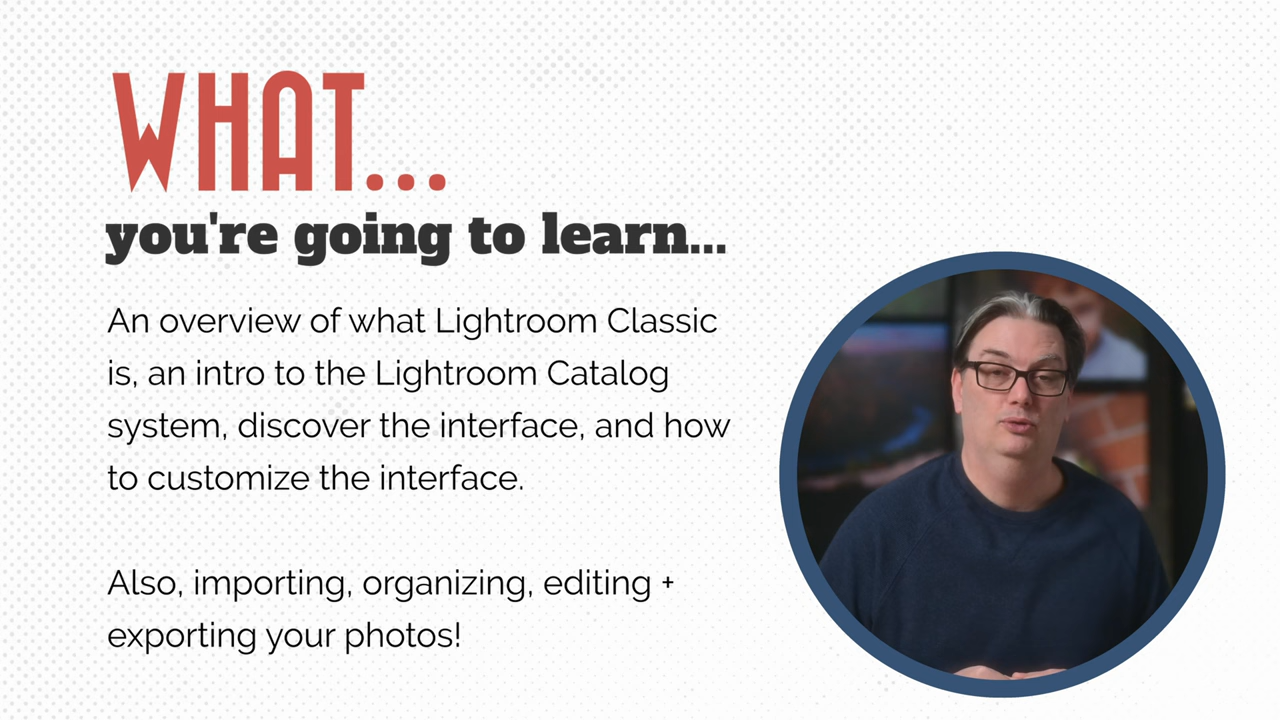 WHAT...
you're going to learn...
An overview of what Lightroom Classic
is, an intro to the Lightroom Catalog
system, discover the interface, and how
to customize the interface.
Also, importing, organizing, editing +
exporting your photos!